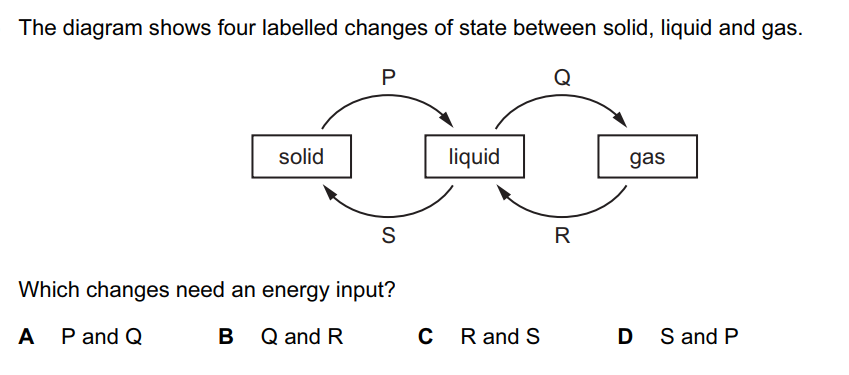 The diagram shows four labelled changes of state between solid, liquid and gas.
P Q
solid liquid gas
S R
Which changes need an energy input?
A P and Q B Q and R C R and S D S and P